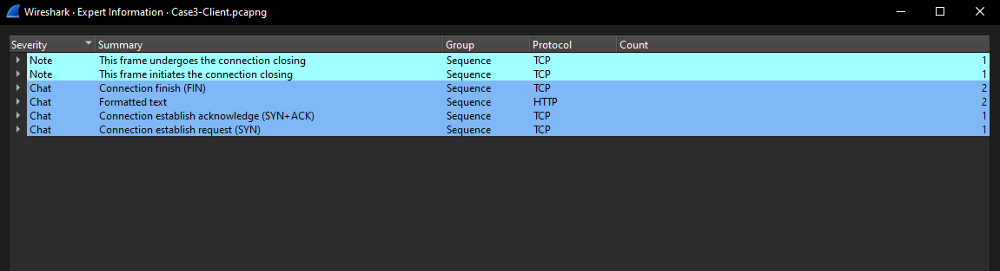 Wireshark · Expert Information · Case3-Client.pcapng
Severity Summary Group Protocol Count
Note This frame undergoes the connection closing Sequence TCP 1
Note This frame initiates the connection closing Sequence TCP 1
Chat Connection finish (FIN) Sequence TCP 2
Chat Formatted text Sequence HTTP 2
Chat Connection establish acknowledge (SYN+ACK) Sequence TCP 1
Chat Connection establish request (SYN) Sequence TCP 1